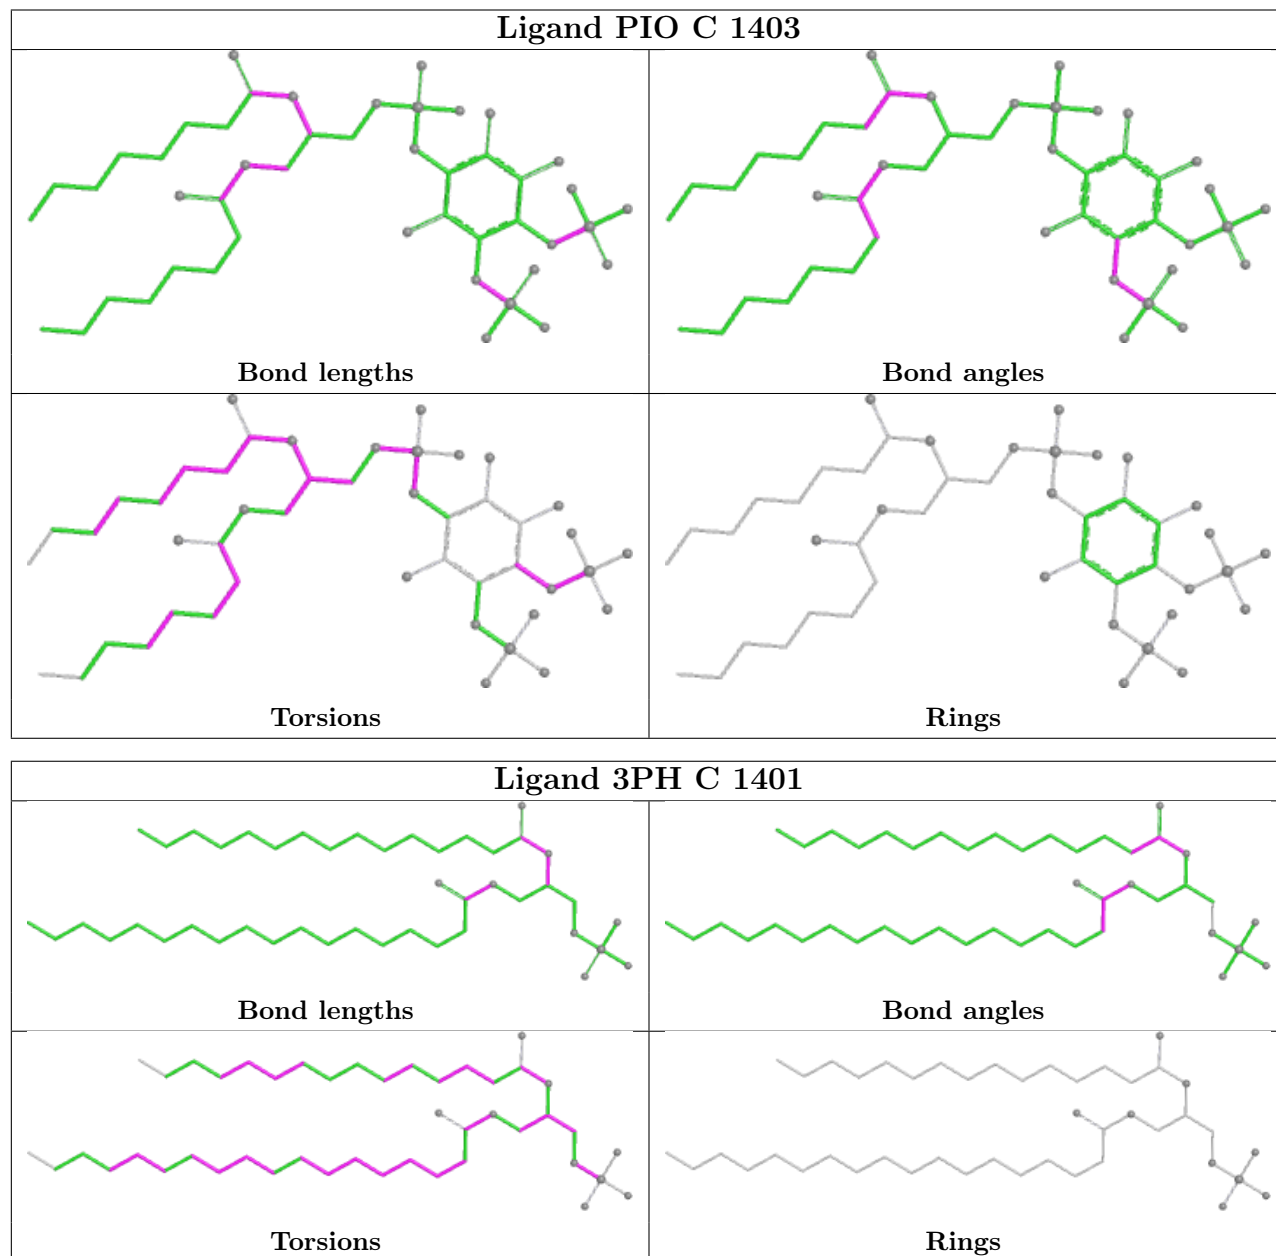 Ligand PIO C 1403
Bond lengths
Bond angles
Torsions
Rings
Ligand 3PH C 1401
Bond lengths
Bond angles
Torsions
Rings